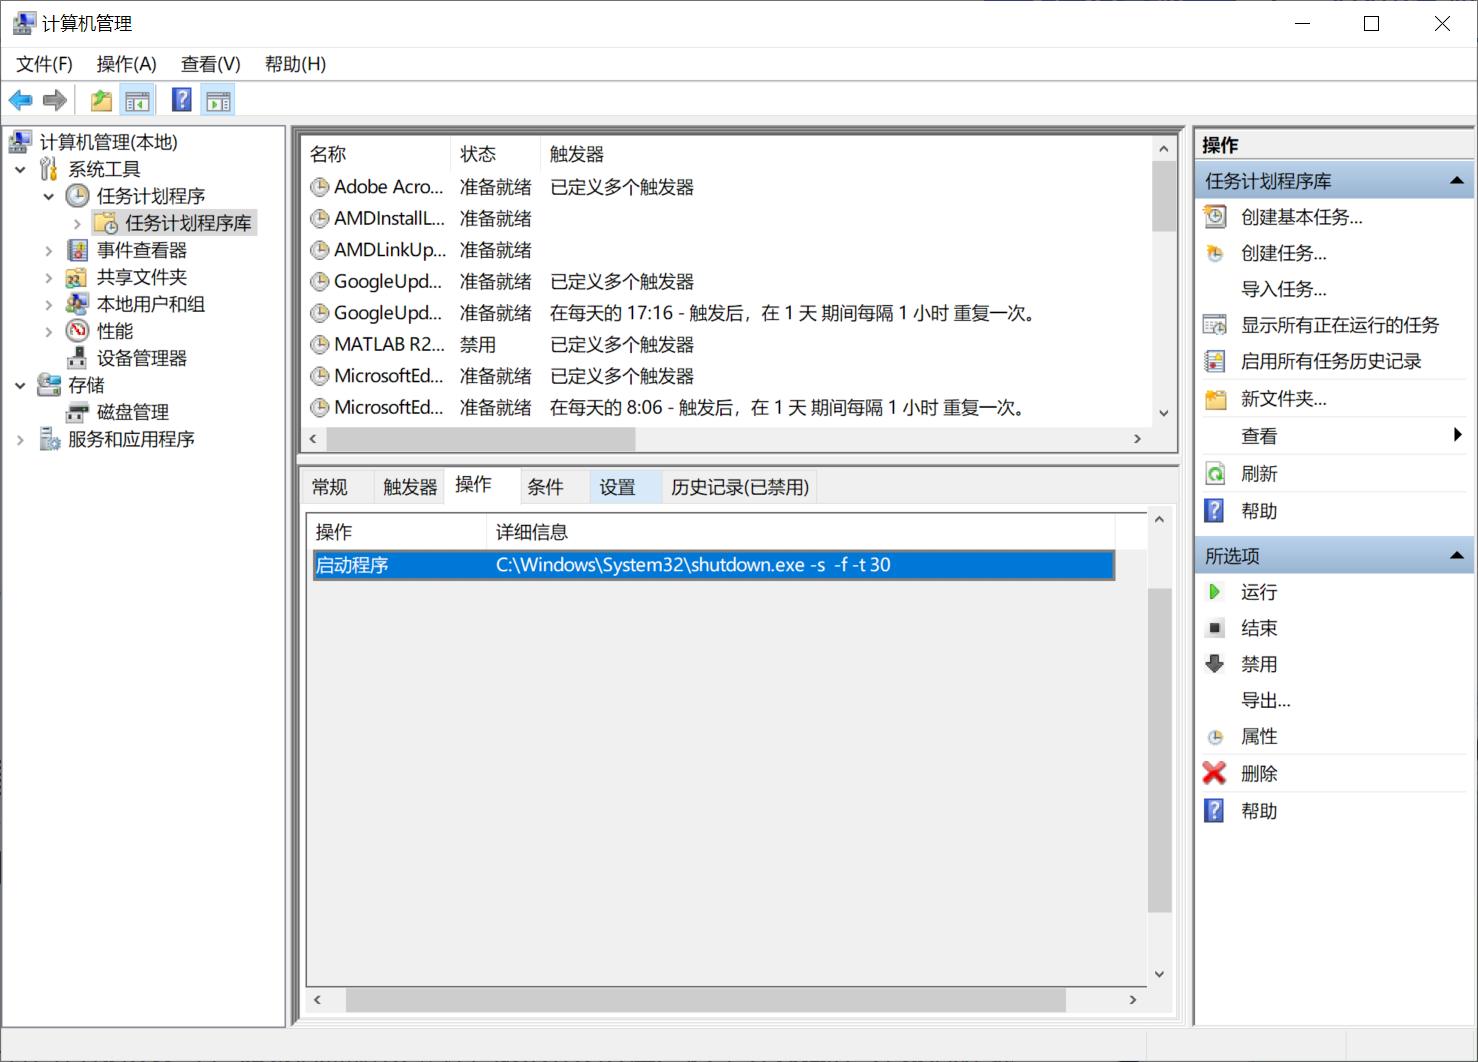 计算机管理
文件(F) 操作(A) 查看(V) 帮助(H)
计算机管理(本地)
系统工具
任务计划程序
任务计划程序库
事件查看器
共享文件夹
本地用户和组
性能
设备管理器
存储
磁盘管理
服务和应用程序
名称 状态 触发器
Adobe Acro... 准备就绪 已定义多个触发器
AMDInstallL... 准备就绪
AMDLinkUp... 准备就绪
GoogleUpd... 准备就绪 已定义多个触发器
GoogleUpd... 准备就绪 在每天的 17:16 - 触发后，在 1 天 期间每隔 1 小时 重复一次。
MATLAB R2... 禁用 已定义多个触发器
MicrosoftEd... 准备就绪 已定义多个触发器
MicrosoftEd... 准备就绪 在每天的 8:06 - 触发后，在 1 天 期间每隔 1 小时 重复一次。
常规 触发器 操作 条件 设置 历史记录(已禁用)
操作 详细信息
启动程序 C:\Windows\System32\shutdown.exe -s  -f -t 30
操作
任务计划程序库
创建基本任务...
创建任务...
导入任务...
显示所有正在运行的任务
启用所有任务历史记录
新文件夹...
查看
刷新
帮助
所选项
运行
结束
禁用
导出...
属性
删除
帮助